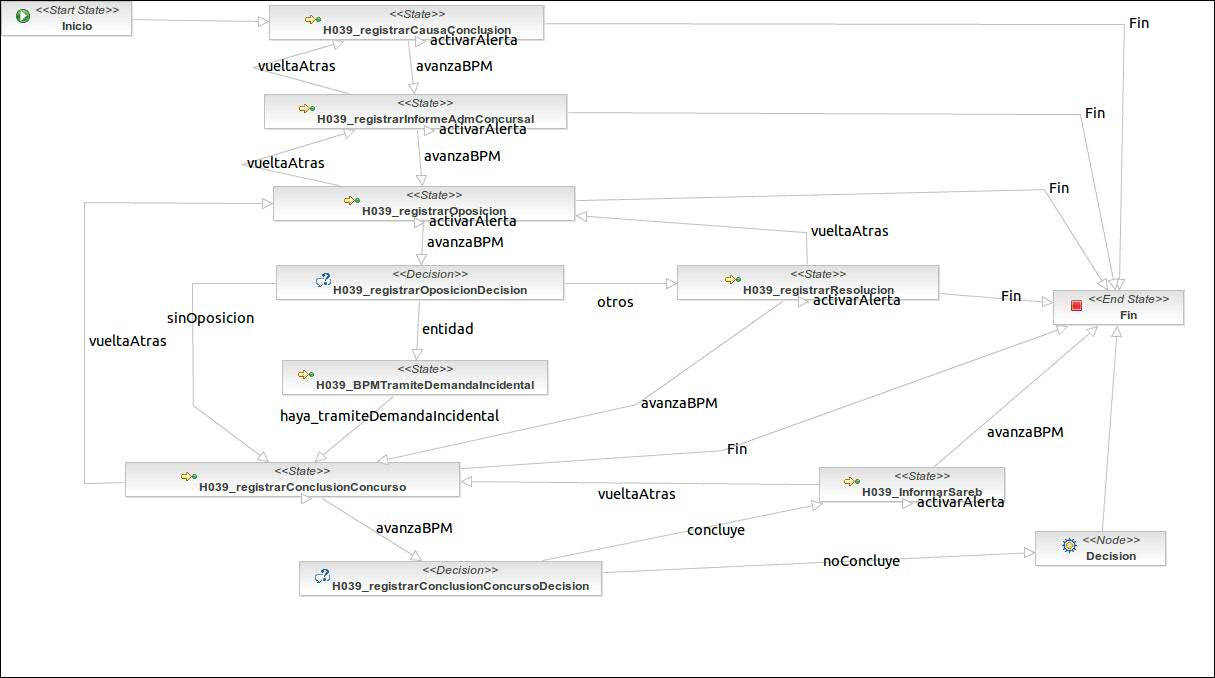 <<Start State>>
Inicio
<<State>>
H039_registrarCausaConclusion
Fin
activarAlerta
vueltaAtras
avanzaBPM
<<State>>
H039_registrarInformeAdmConcursal
Fin
activarAlerta
avanzaBPM
vueltaAtras
<<State>>
H039_registrarOposicion
Fin
activarAlerta
avanzaBPM
vueltaAtras
<<Decision>>
H039_registrarOposicionDecision
<<State>>
H039_registrarResolucion
activarAlerta
otros
Fin
<<End State>>
Fin
sinOposicion
entidad
vueltaAtras
<<State>>
H039_BPMTramiteDemandaIncidental
haya_tramiteDemandaIncidental
avanzaBPM
avanzaBPM
Fin
<<State>>
H039_registrarConclusionConcurso
<<State>>
H039_InformarSareb
activarAlerta
vueltaAtras
avanzaBPM
concluye
noConcluye
<<Node>>
Decision
<<Decision>>
H039_registrarConclusionConcursoDecision